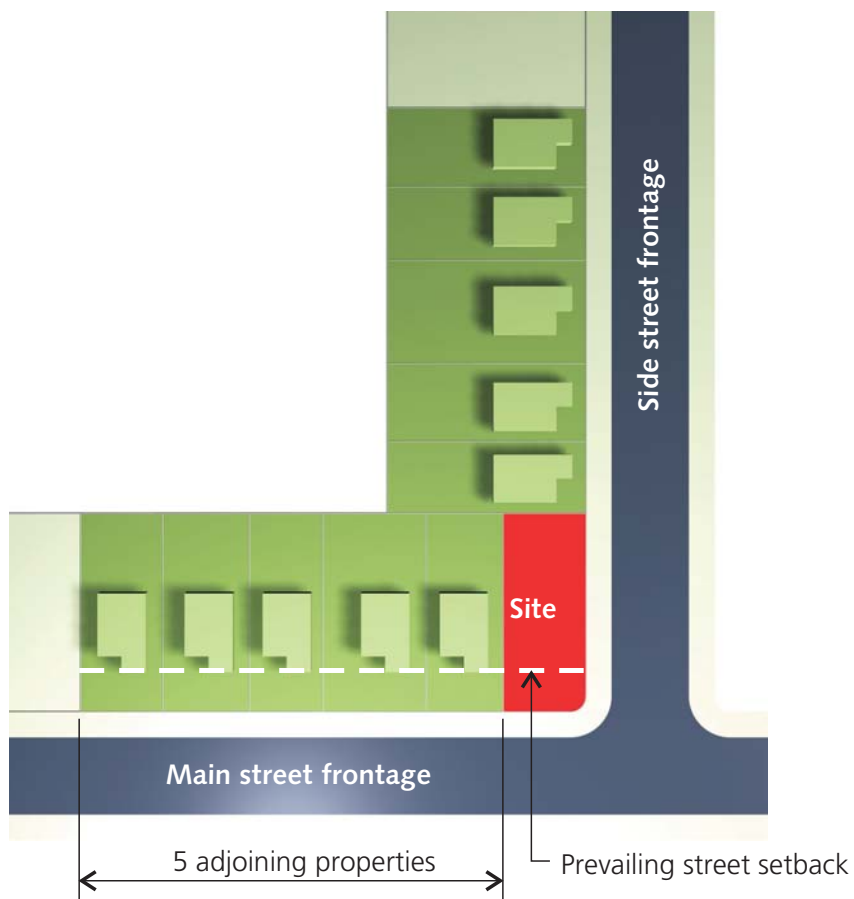 Side street frontage
Site
Main street frontage
5 adjoining properties
Prevailing street setback